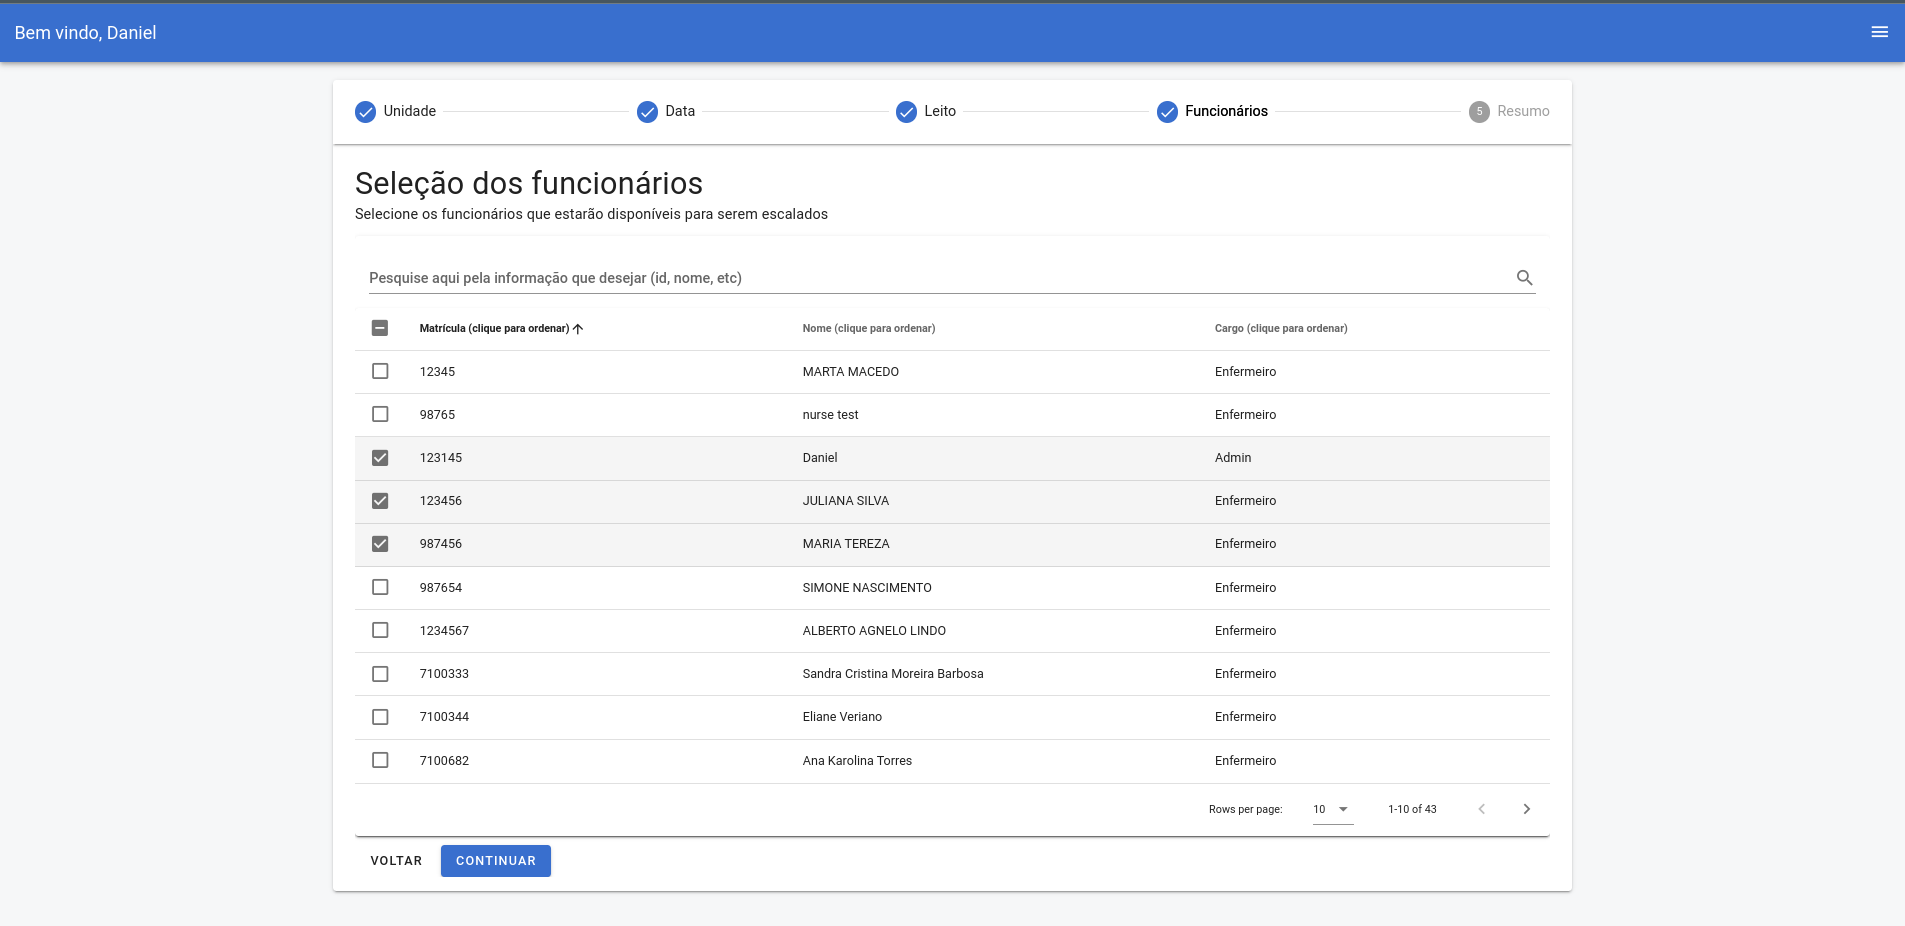 Bem vindo, Daniel
Unidade Data Leito Funcionários 5 Resumo
Seleção dos funcionários
Selecione os funcionários que estarão disponíveis para serem escalados
Pesquise aqui pela informação que desejar (id, nome, etc)
Matrícula (clique para ordenar) Nome (clique para ordenar) Cargo (clique para ordenar)
12345 MARTA MACEDO Enfermeiro
98765 nurse test Enfermeiro
123145 Daniel Admin
123456 JULIANA SILVA Enfermeiro
987456 MARIA TEREZA Enfermeiro
987654 SIMONE NASCIMENTO Enfermeiro
1234567 ALBERTO AGNELO LINDO Enfermeiro
7100333 Sandra Cristina Moreira Barbosa Enfermeiro
7100344 Eliane Veriano Enfermeiro
7100682 Ana Karolina Torres Enfermeiro
Rows per page: 10 1-10 of 43
VOLTAR CONTINUAR